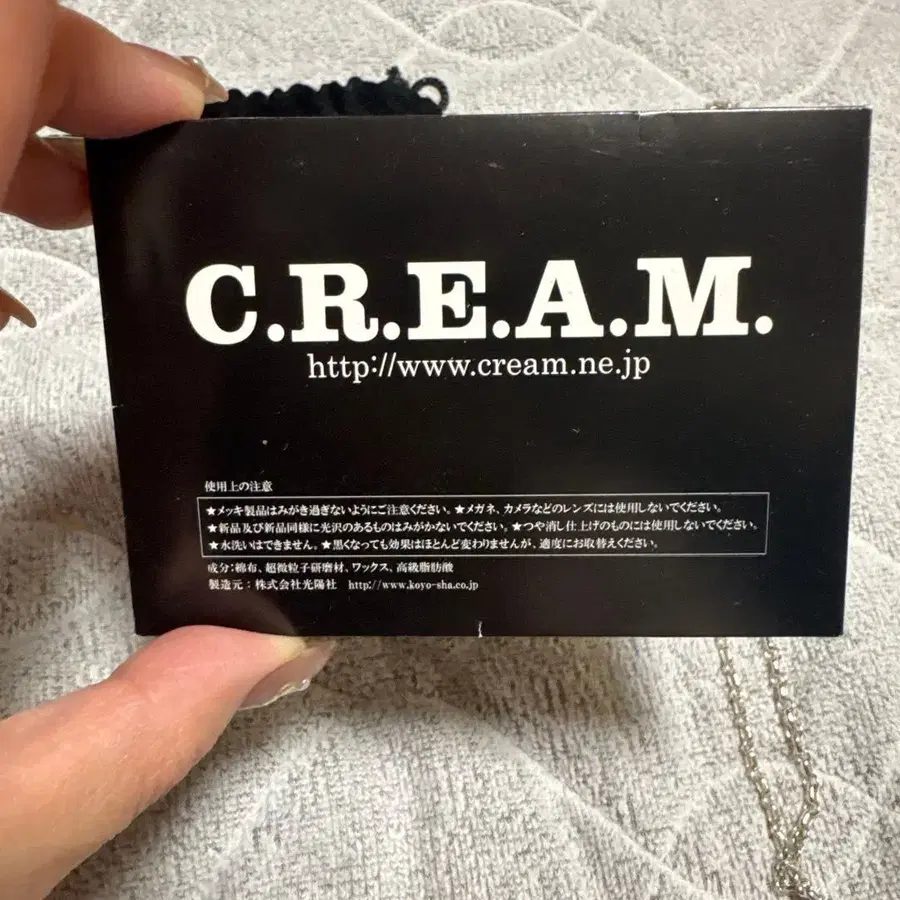 C.R.E.A.M.
http://www.cream.ne.jp
使用上の注意
★メッキ製品はみがき過ぎないようにご注意ください。★メガネ、カメラなどのレンズには使用しないでください。
★新品及び新品同様に光沢のあるものはみがかないでください。★つや消し仕上げのものには使用しないでください。
★水洗いはできません。★黒くなっても効果はほとんど変わりませんが、適度にお取替えください。
成分:綿布、超微粒子研磨材、ワックス、高級脂肪酸
製造元:株式会社光陽社 http://www.koyo-sha.co.jp